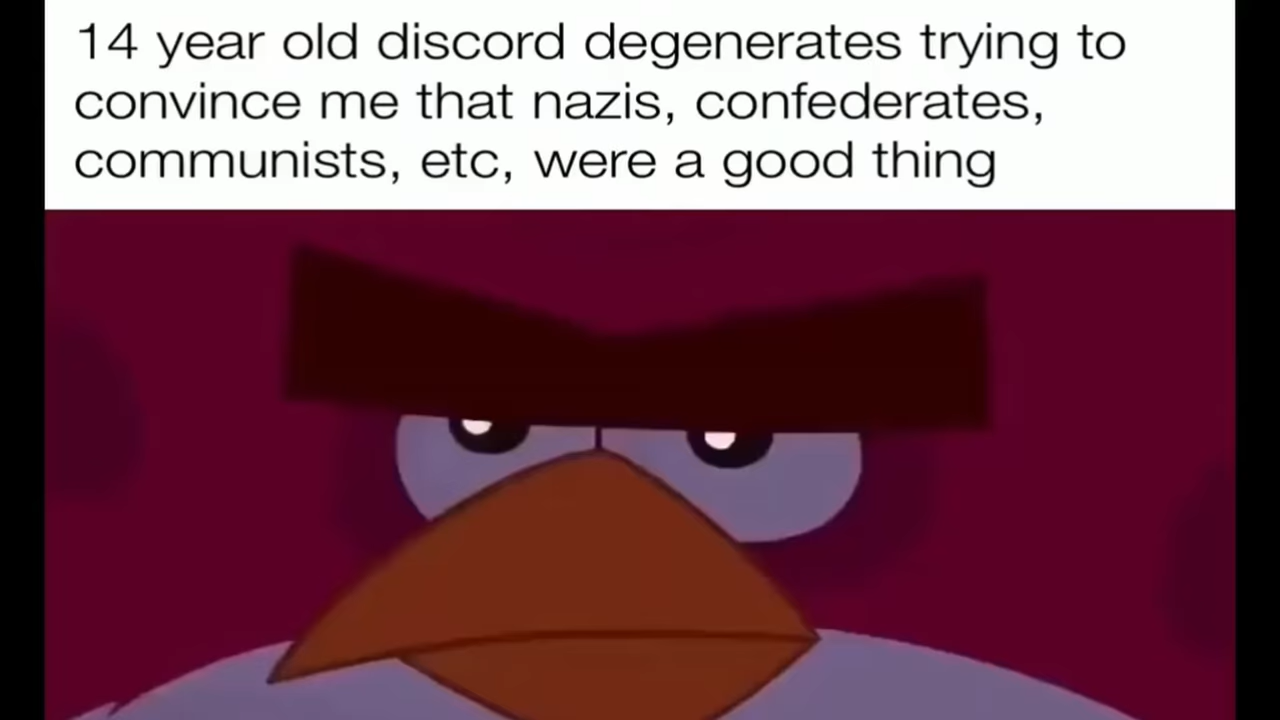 14 year old discord degenerates trying to
convince me that nazis, confederates,
communists, etc, were a good thing